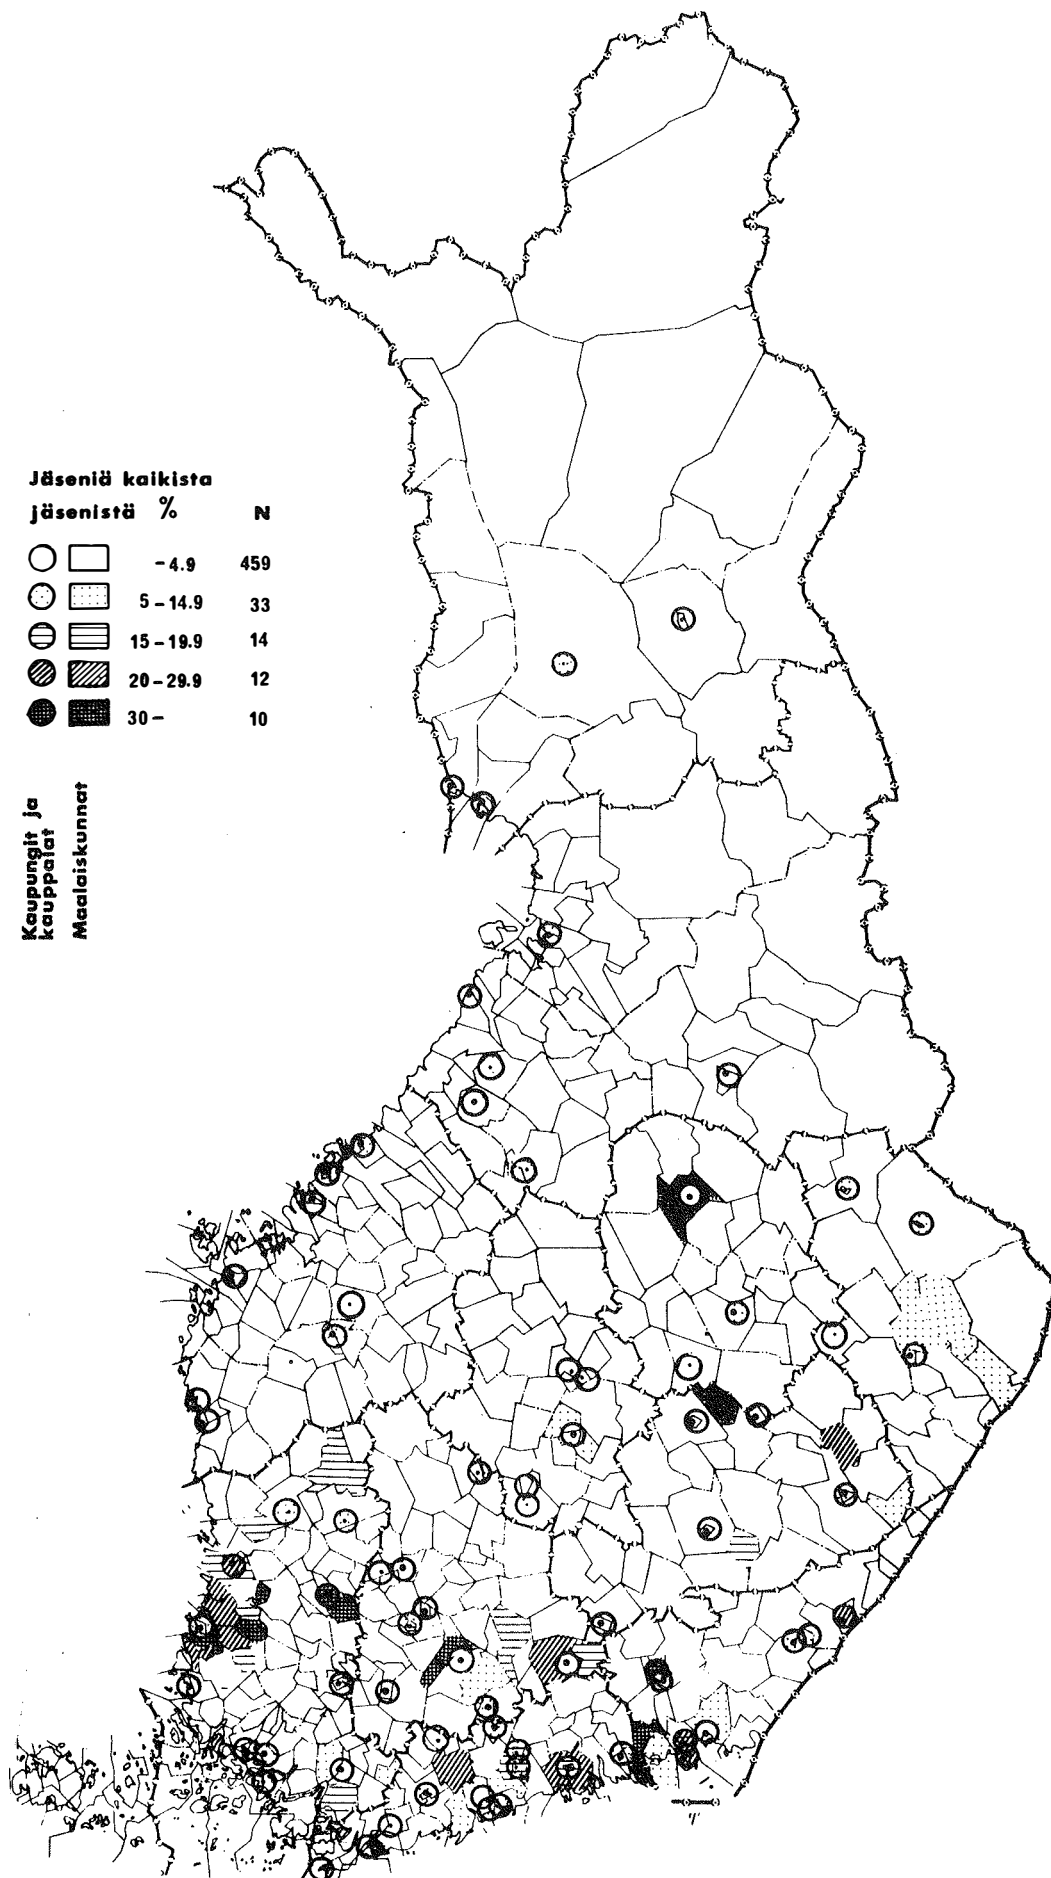 Jäseniä kaikista
jäsenistä % N
-4.9 459
5-14.9 33
15-19.9 14
20-29.9 12
30- 10
Kaupungit ja
kauppalat
Maalaiskunnat